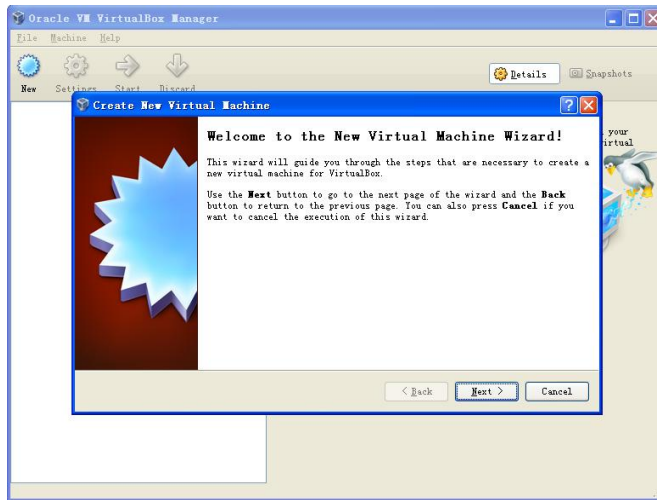 Oracle VM VirtualBox Manager
File Machine Help
New Settings Start Discard
Details Snapshots
your
irtual
Create New Virtual Machine
Welcome to the New Virtual Machine Wizard!
This wizard will guide you through the steps that are necessary to create a
new virtual machine for VirtualBox.
Use the Next button to go to the next page of the wizard and the Back
button to return to the previous page. You can also press Cancel if you
want to cancel the execution of this wizard.
< Back Next > Cancel